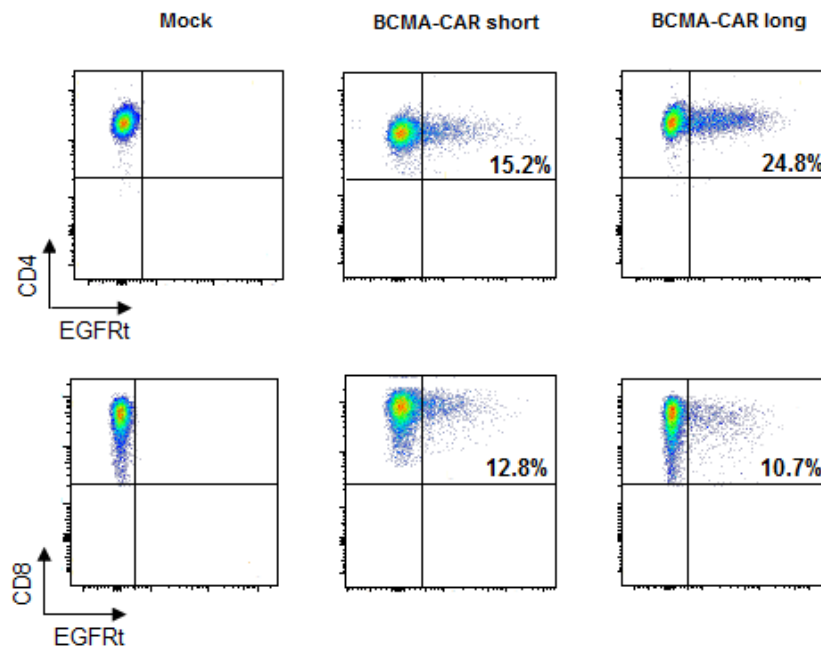 Mock BCMA-CAR short BCMA-CAR long
15.2% 24.8%
CD4
EGFRt
12.8% 10.7%
CD8
EGFRt